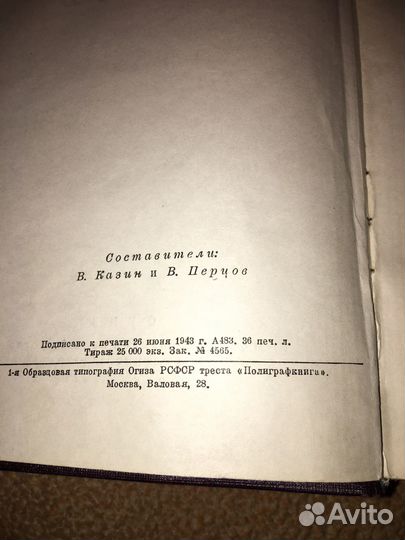 Составители:
В. Казин и В. Перцов
Подписано к печати 26 июня 1943 г. А483. 36 печ. л.
Тираж 25 000 экз. Зак. № 4565.
1-я Образцовая типография Огиза РСФСР треста «Полиграфкнига».
Москва, Валовая, 28.
Avito